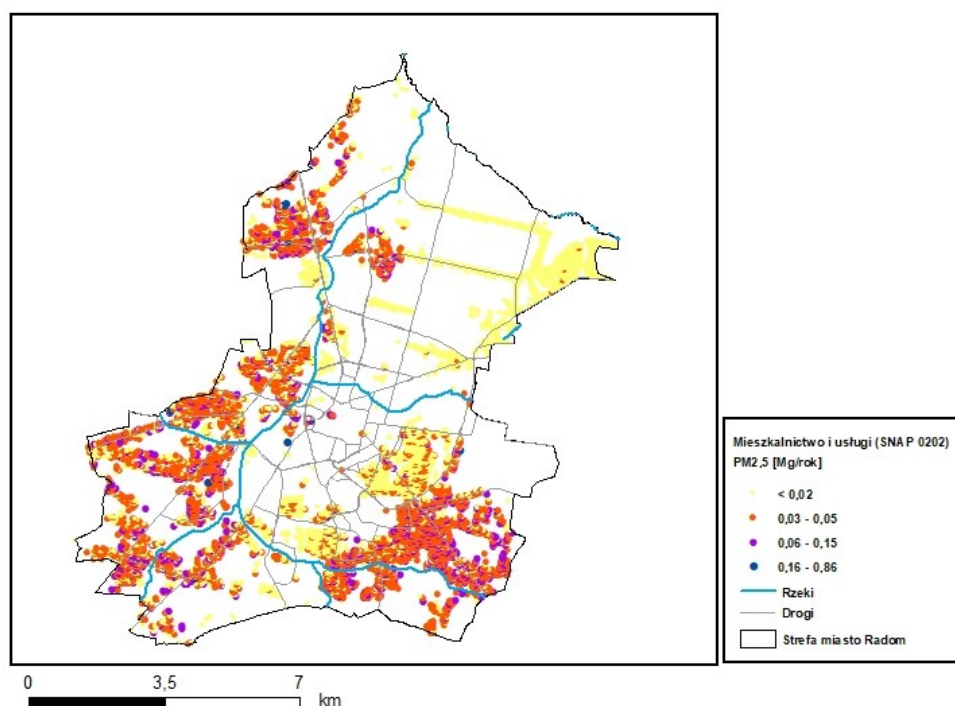 Mieszkalnictwo i usługi (SNAP 0202)
PM2,5 [Mg/rok]
< 0,02
0,03 - 0,05
0,06 - 0,15
0,16 - 0,86
Rzeki
Drogi
Strefa miasto Radom
0 3,5 7
km